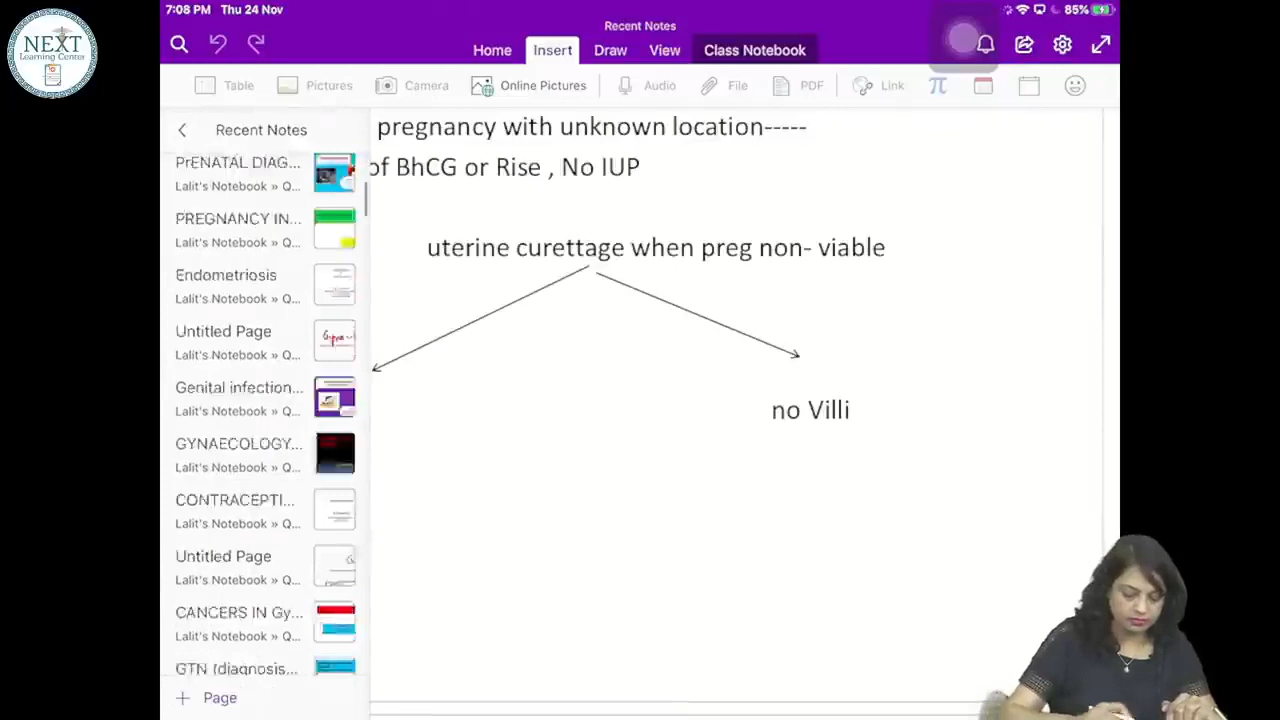 7:08 PM Thu 24 Nov
85%
NEXT
Learning Center
Recent Notes
Home Insert Draw View Class Notebook
Table Pictures Camera Online Pictures Audio File PDF Link
Recent Notes
pregnancy with unknown location-----
of BhCG or Rise , No IUP
uterine curettage when preg non- viable
no Villi
PrENATAL DIAG...
Lalit's Notebook » Q...
PREGNANCY IN...
Lalit's Notebook » Q...
Endometriosis
Lalit's Notebook » Q...
Untitled Page
Lalit's Notebook » Q...
Genital infection...
Lalit's Notebook » Q...
GYNAECOLOGY...
Lalit's Notebook » Q...
CONTRACEPTI...
Lalit's Notebook » Q...
Untitled Page
Lalit's Notebook » Q...
CANCERS IN Gy...
Lalit's Notebook » Q...
GTN (diagnosis...
+ Page